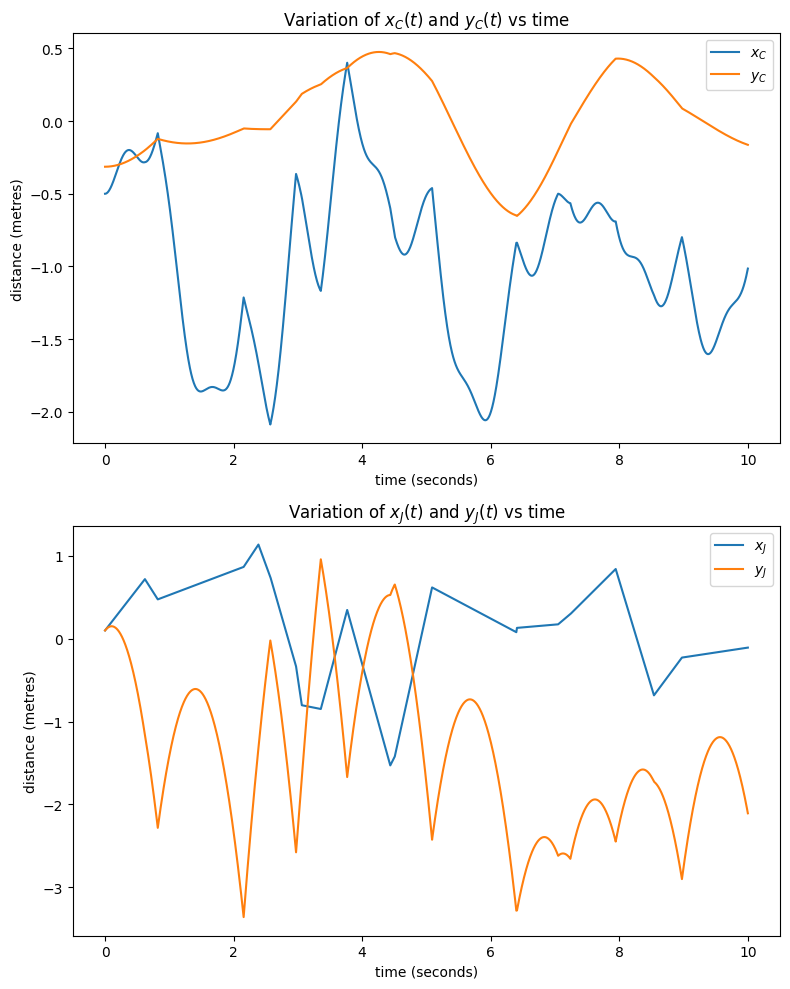 Variation of $x_C(t)$ and $y_C(t)$ vs time
0.5
0.0
−0.5
−1.0
−1.5
−2.0
distance (metres)
x_C
y_C
0 2 4 6 8 10
time (seconds)
Variation of $x_J(t)$ and $y_J(t)$ vs time
1
0
−1
−2
−3
distance (metres)
x_J
y_J
0 2 4 6 8 10
time (seconds)